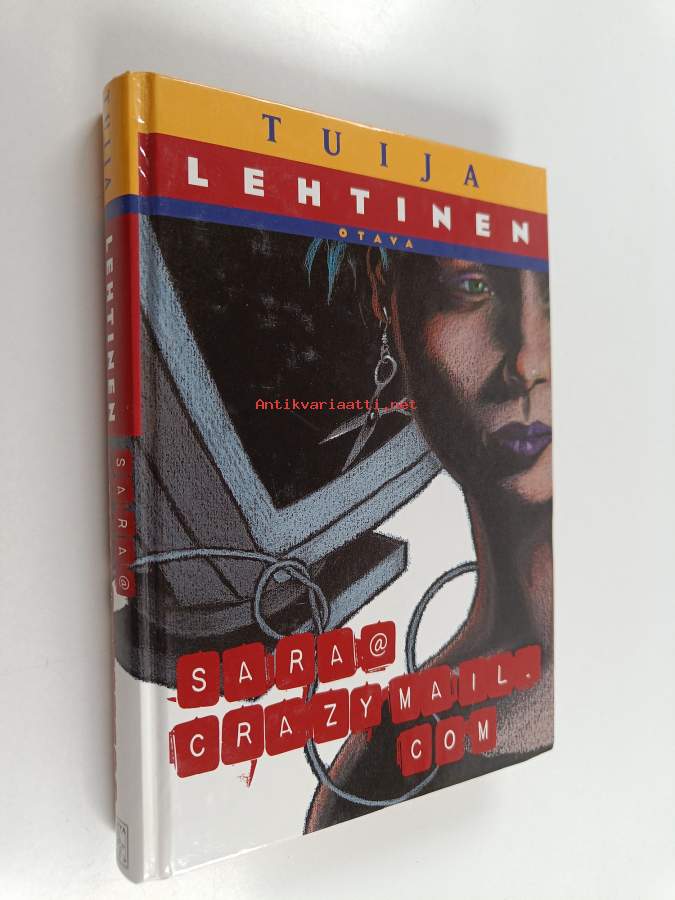 TUIJA
LEHTINEN
OTAVA
SARA@
CRAZYMAIL.
COM
TUIJA LEHTINEN SARA@
Antikvariaatti.net